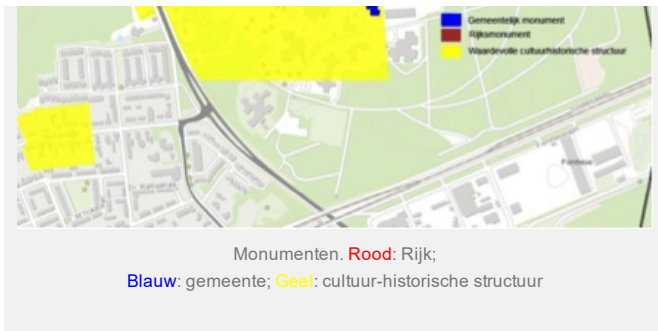 Gemeentelijk monument
Rijksmonument
Waardevolle cultuurhistorische structuur
Monumenten. Rood: Rijk;
Blauw: gemeente; Geel: cultuur-historische structuur